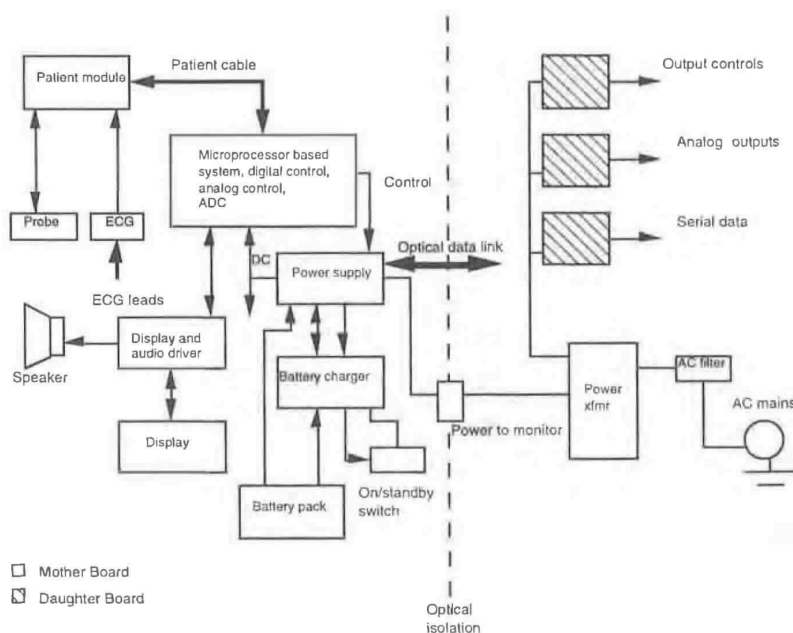 Patient cable
Patient module
Output controls
Microprocessor based
system, digital control,
analog control,
ADC
Control
Analog outputs
Probe
ECG
Serial data
Optical data link
DC
Power supply
ECG leads
Display and
audio driver
Speaker
Battery charger
Power
xfmr
AC filter
AC mains
Power to monitor
Display
On/standby
switch
Battery pack
Mother Board
Daughter Board
Optical
isolation